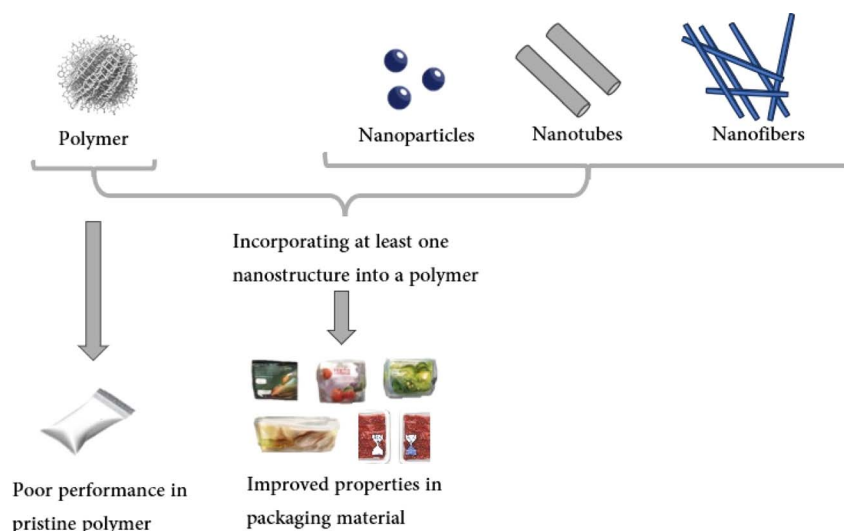 Polymer
Nanoparticles
Nanotubes
Nanofibers
Incorporating at least one
nanostructure into a polymer
Poor performance in
pristine polymer
Improved properties in
packaging material